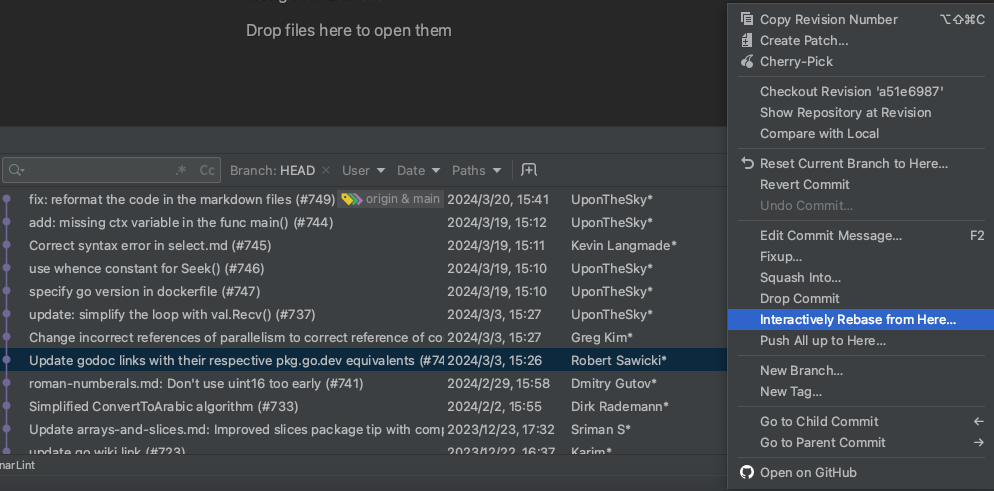 Drop files here to open them
.* Cc Branch: HEAD × User Date Paths
fix: reformat the code in the markdown files (#749) origin & main 2024/3/20, 15:41 UponTheSky*
add: missing ctx variable in the func main() (#744) 2024/3/19, 15:12 UponTheSky*
Correct syntax error in select.md (#745) 2024/3/19, 15:11 Kevin Langmade*
use whence constant for Seek() (#746) 2024/3/19, 15:10 UponTheSky*
specify go version in dockerfile (#747) 2024/3/19, 15:10 UponTheSky*
update: simplify the loop with val.Recv() (#737) 2024/3/3, 15:27 UponTheSky*
Change incorrect references of parallelism to correct reference of co 2024/3/3, 15:27 Greg Kim*
Update godoc links with their respective pkg.go.dev equivalents (#74 2024/3/3, 15:26 Robert Sawicki*
roman-numberals.md: Don't use uint16 too early (#741) 2024/2/29, 15:58 Dmitry Gutov*
Simplified ConvertToArabic algorithm (#733) 2024/2/2, 15:55 Dirk Rademann*
Update arrays-and-slices.md: Improved slices package tip with com 2023/12/23, 17:32 Sriman S*
update go wiki link (#723) 2023/12/22, 16:37 Karim*
narLint
Copy Revision Number ⌥⇧⌘C
Create Patch...
Cherry-Pick
Checkout Revision 'a51e6987'
Show Repository at Revision
Compare with Local
Reset Current Branch to Here...
Revert Commit
Undo Commit...
Edit Commit Message... F2
Fixup...
Squash Into...
Drop Commit
Interactively Rebase from Here...
Push All up to Here...
New Branch...
New Tag...
Go to Child Commit ←
Go to Parent Commit →
Open on GitHub